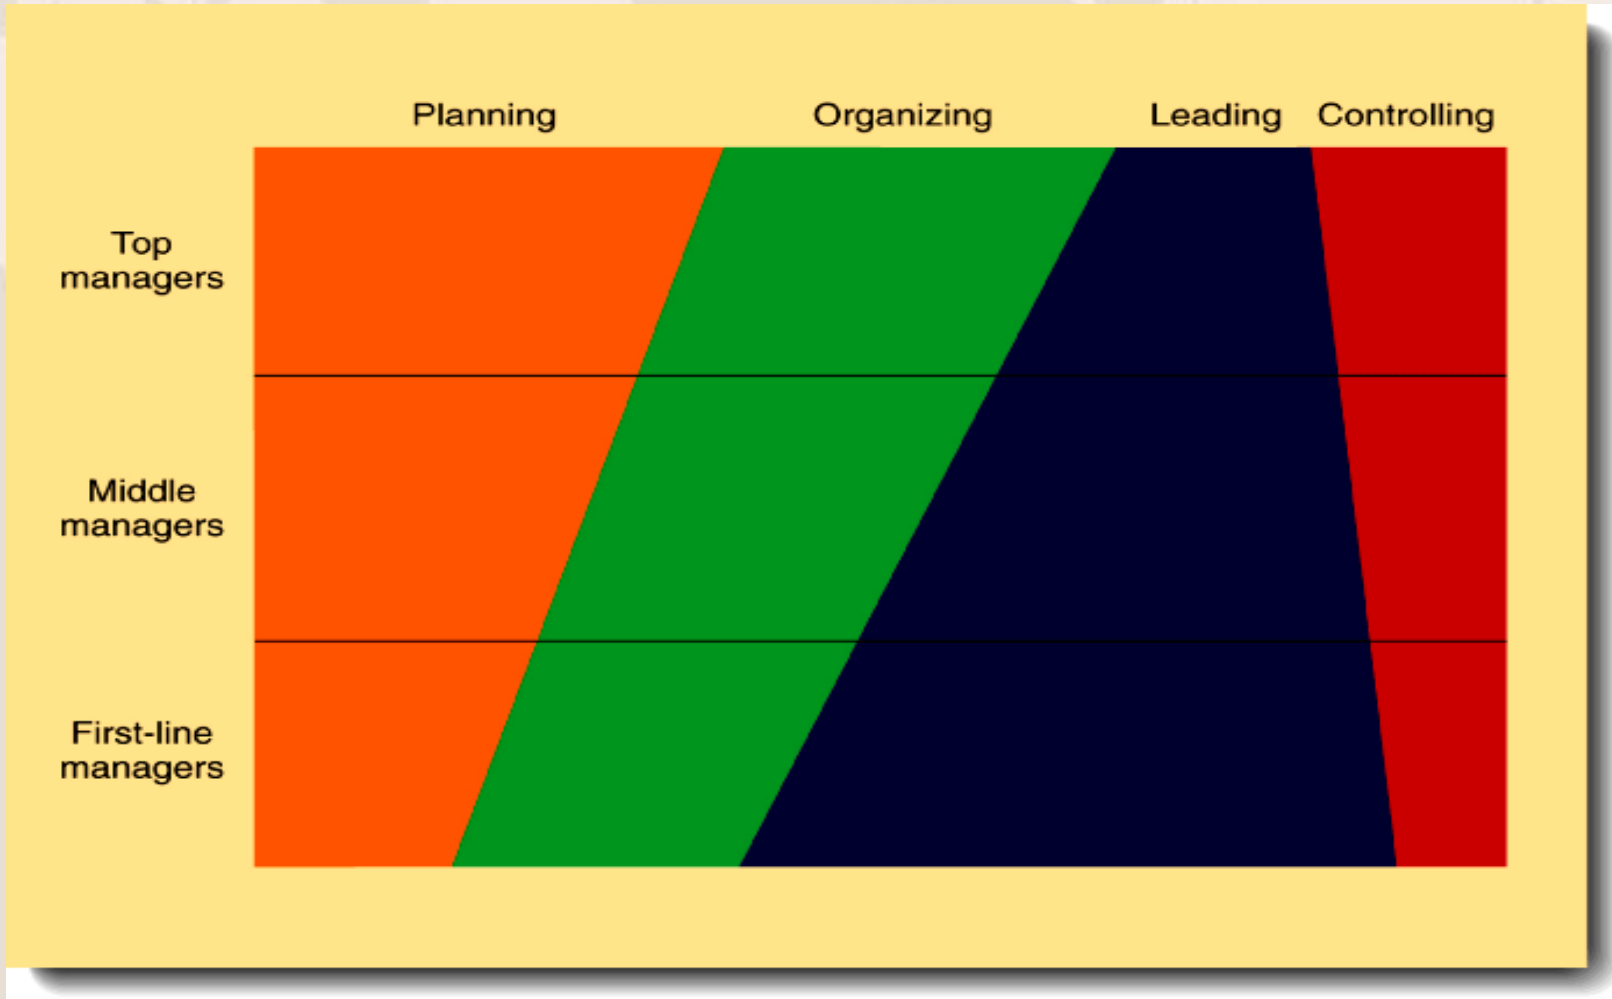 Planning Organizing Leading Controlling
Top
managers
Middle
managers
First-line
managers